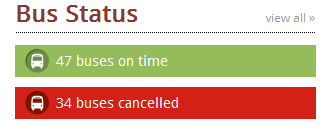 Bus Status
view all »
47 buses on time
34 buses cancelled